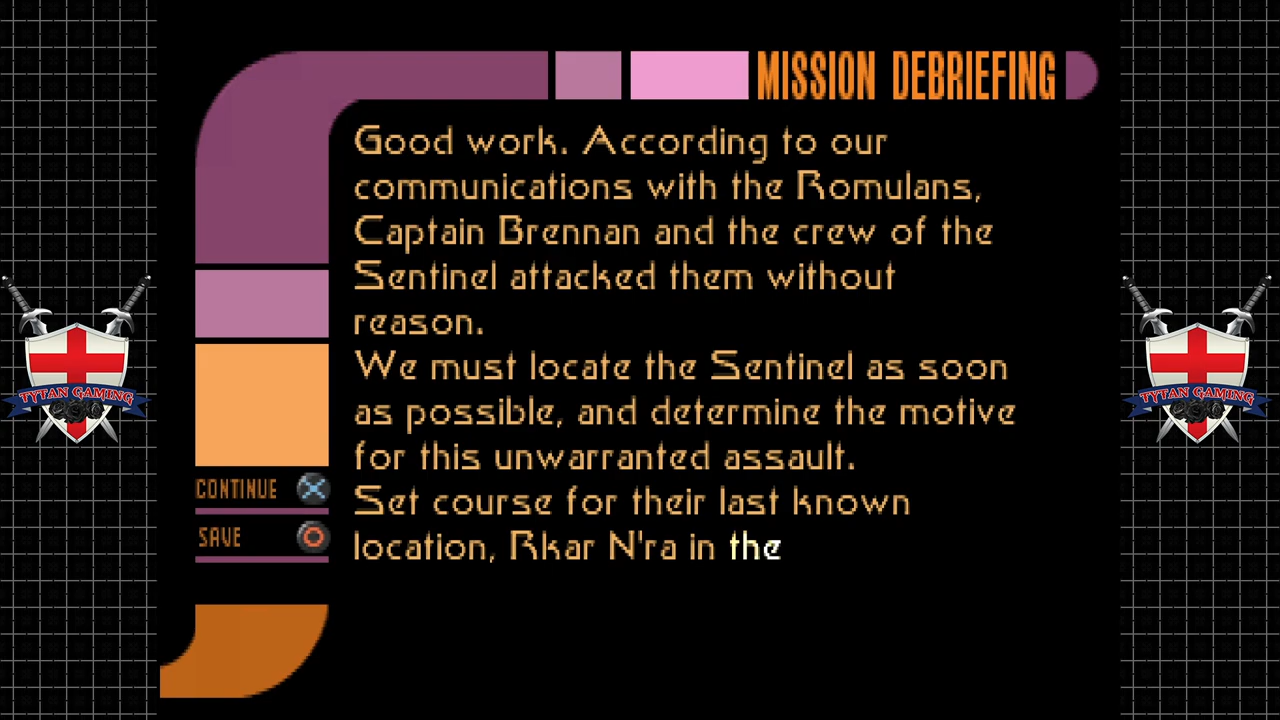 MISSION DEBRIEFING
Good work. According to our
communications with the Romulans,
Captain Brennan and the crew of the
Sentinel attacked them without
reason.
We must locate the Sentinel as soon
as possible, and determine the motive
for this unwarranted assault.
Set course for their last known
location, Rkar N'ra in the
CONTINUE
SAVE
TYTAN GAMING
TYTAN GAMING